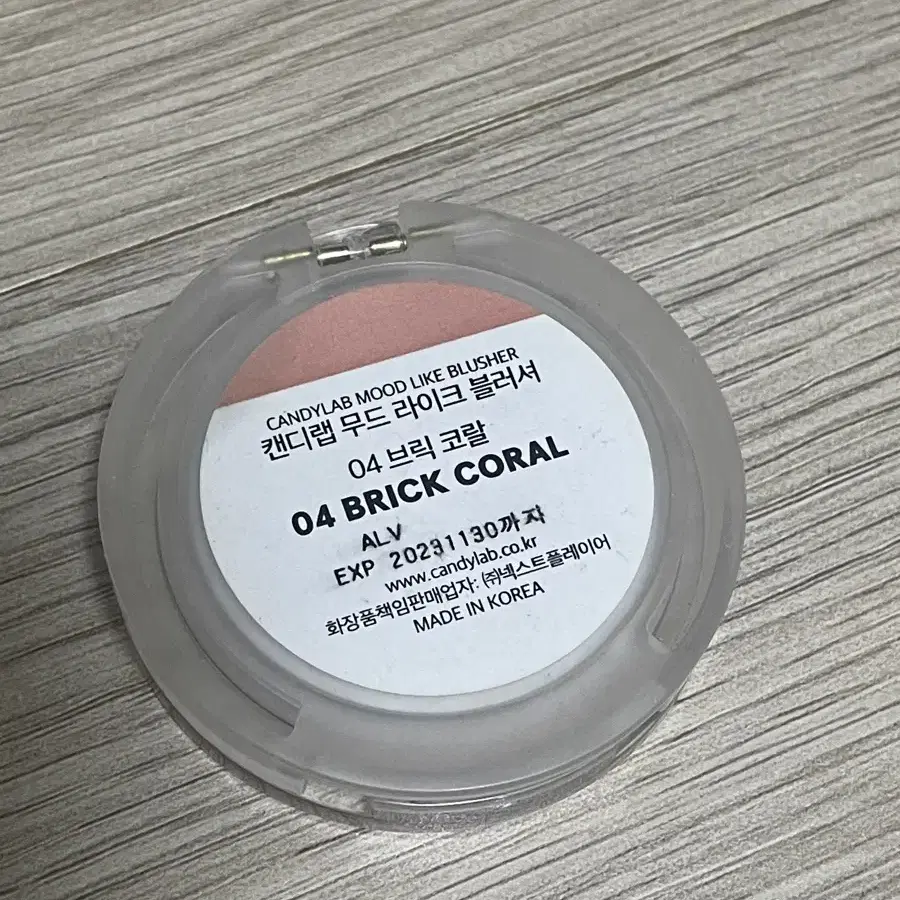 CANDYLAB MOOD LIKE BLUSHER
캔디랩 무드 라이크 블러셔
04 브릭 코랄
04 BRICK CORAL
ALV
EXP 20231130까지
www.candylab.co.kr
화장품책임판매업자: ㈜넥스트플레이어
MADE IN KOREA